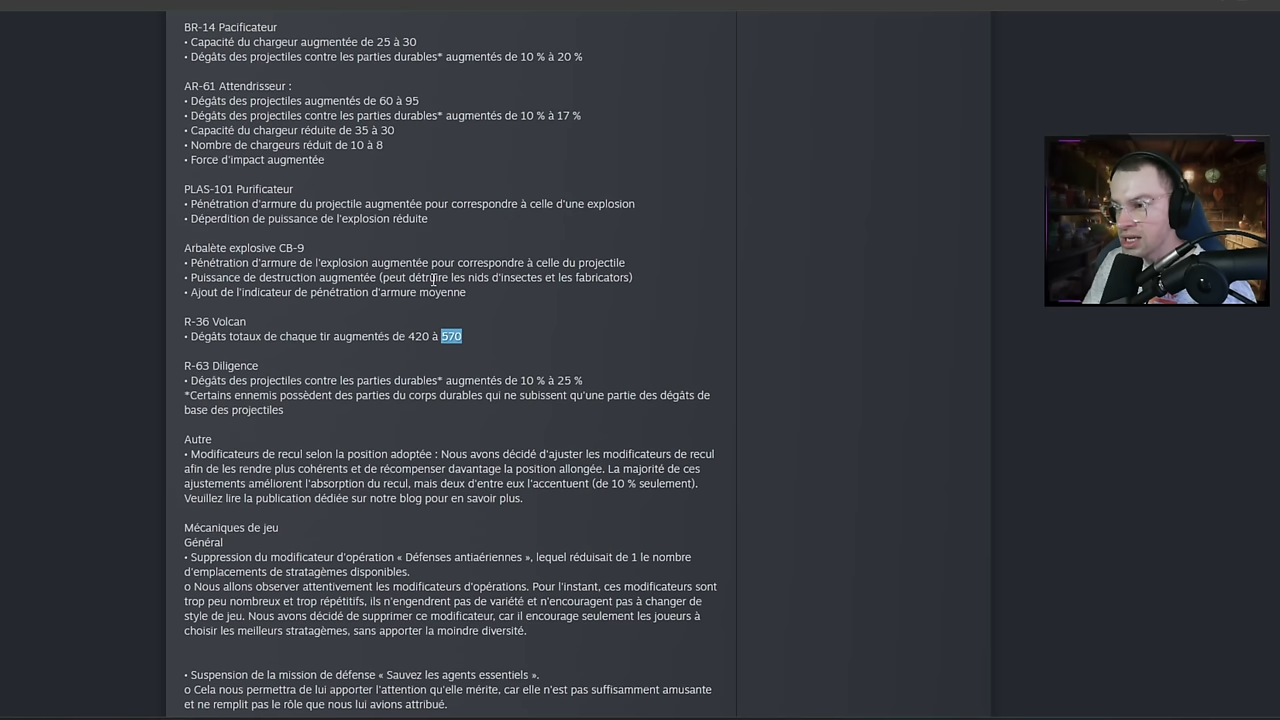 BR-14 Pacificateur
• Capacité du chargeur augmentée de 25 à 30
• Dégâts des projectiles contre les parties durables* augmentés de 10 % à 20 %
AR-61 Attendrisseur :
• Dégâts des projectiles augmentés de 60 à 95
• Dégâts des projectiles contre les parties durables* augmentés de 10 % à 17 %
• Capacité du chargeur réduite de 35 à 30
• Nombre de chargeurs réduit de 10 à 8
• Force d'impact augmentée
PLAS-101 Purificateur
• Pénétration d'armure du projectile augmentée pour correspondre à celle d'une explosion
• Déperdition de puissance de l'explosion réduite
Arbalète explosive CB-9
• Pénétration d'armure de l'explosion augmentée pour correspondre à celle du projectile
• Puissance de destruction augmentée (peut détruire les nids d'insectes et les fabricators)
• Ajout de l'indicateur de pénétration d'armure moyenne
R-36 Volcan
• Dégâts totaux de chaque tir augmentés de 420 à 570
R-63 Diligence
• Dégâts des projectiles contre les parties durables* augmentés de 10 % à 25 %
*Certains ennemis possèdent des parties du corps durables qui ne subissent qu'une partie des dégâts de
base des projectiles
Autre
• Modificateurs de recul selon la position adoptée : Nous avons décidé d'ajuster les modificateurs de recul
afin de les rendre plus cohérents et de récompenser davantage la position allongée. La majorité de ces
ajustements améliorent l'absorption du recul, mais deux d'entre eux l'accentuent (de 10 % seulement).
Veuillez lire la publication dédiée sur notre blog pour en savoir plus.
Mécaniques de jeu
Général
• Suppression du modificateur d'opération « Défenses antiaériennes », lequel réduisait de 1 le nombre
d'emplacements de stratagèmes disponibles.
o Nous allons observer attentivement les modificateurs d'opérations. Pour l'instant, ces modificateurs sont
trop peu nombreux et trop répétitifs, ils n'engendrent pas de variété et n'encouragent pas à changer de
style de jeu. Nous avons décidé de supprimer ce modificateur, car il encourage seulement les joueurs à
choisir les meilleurs stratagèmes, sans apporter la moindre diversité.
• Suspension de la mission de défense « Sauvez les agents essentiels ».
o Cela nous permettra de lui apporter l'attention qu'elle mérite, car elle n'est pas suffisamment amusante
et ne remplit pas le rôle que nous lui avions attribué.